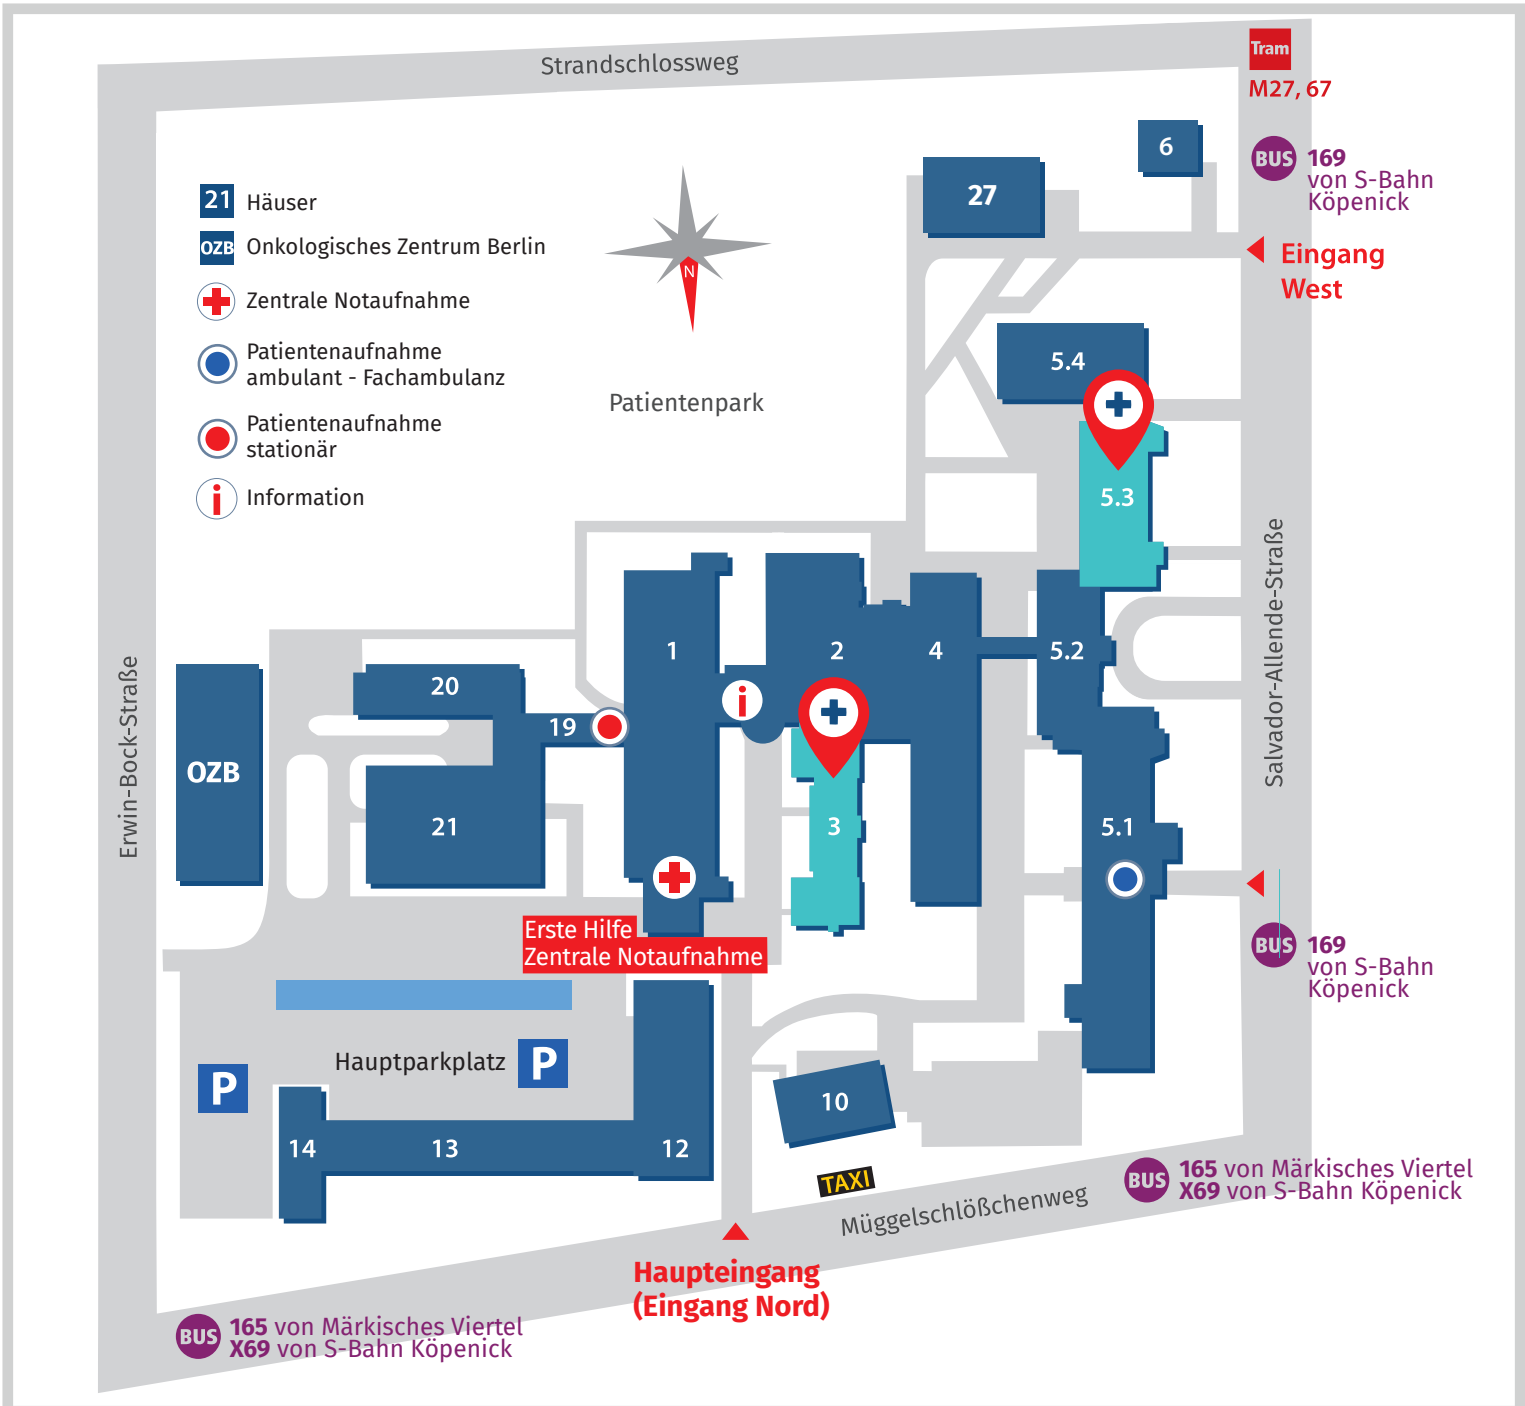 Strandschlossweg
Tram
M27, 67
BUS
169
von S-Bahn
Köpenick
6
27
21
Häuser
OZB
Onkologisches Zentrum Berlin
Zentrale Notaufnahme
Patientenaufnahme
ambulant - Fachambulanz
Patientenaufnahme
stationär
i
Information
N
Patientenpark
Eingang
West
5.4
5.3
Salvador-Allende-Straße
Erwin-Bock-Straße
1
2
4
5.2
i
20
19
OZB
21
3
5.1
Erste Hilfe
Zentrale Notaufnahme
BUS
169
von S-Bahn
Köpenick
Hauptparkplatz
P
P
14
13
12
10
TAXI
Müggelschlößchenweg
BUS
165 von Märkisches Viertel
X69 von S-Bahn Köpenick
Haupteingang
(Eingang Nord)
BUS
165 von Märkisches Viertel
X69 von S-Bahn Köpenick